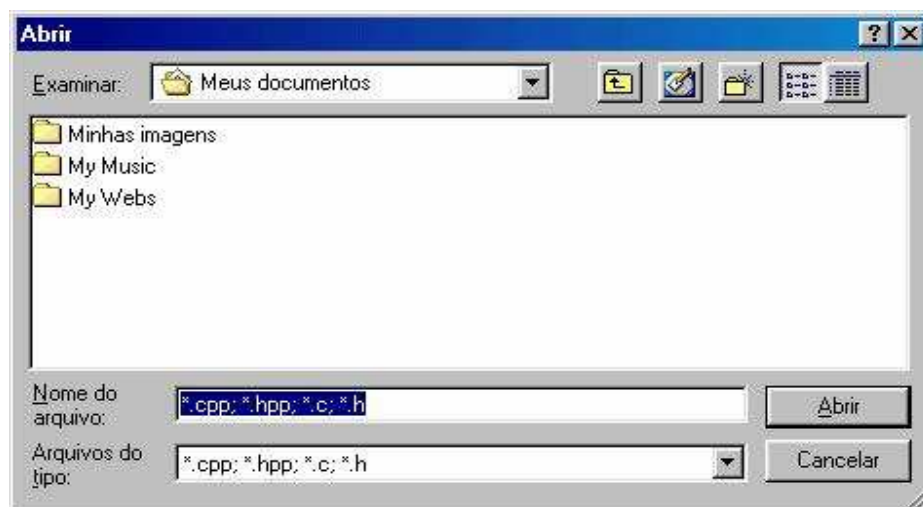 Abrir
Examinar: Meus documentos
Minhas imagens
My Music
My Webs
Nome do
arquivo: *.cpp; *.hpp; *.c; *.h Abrir
Arquivos do
tipo: *.cpp; *.hpp; *.c; *.h Cancelar